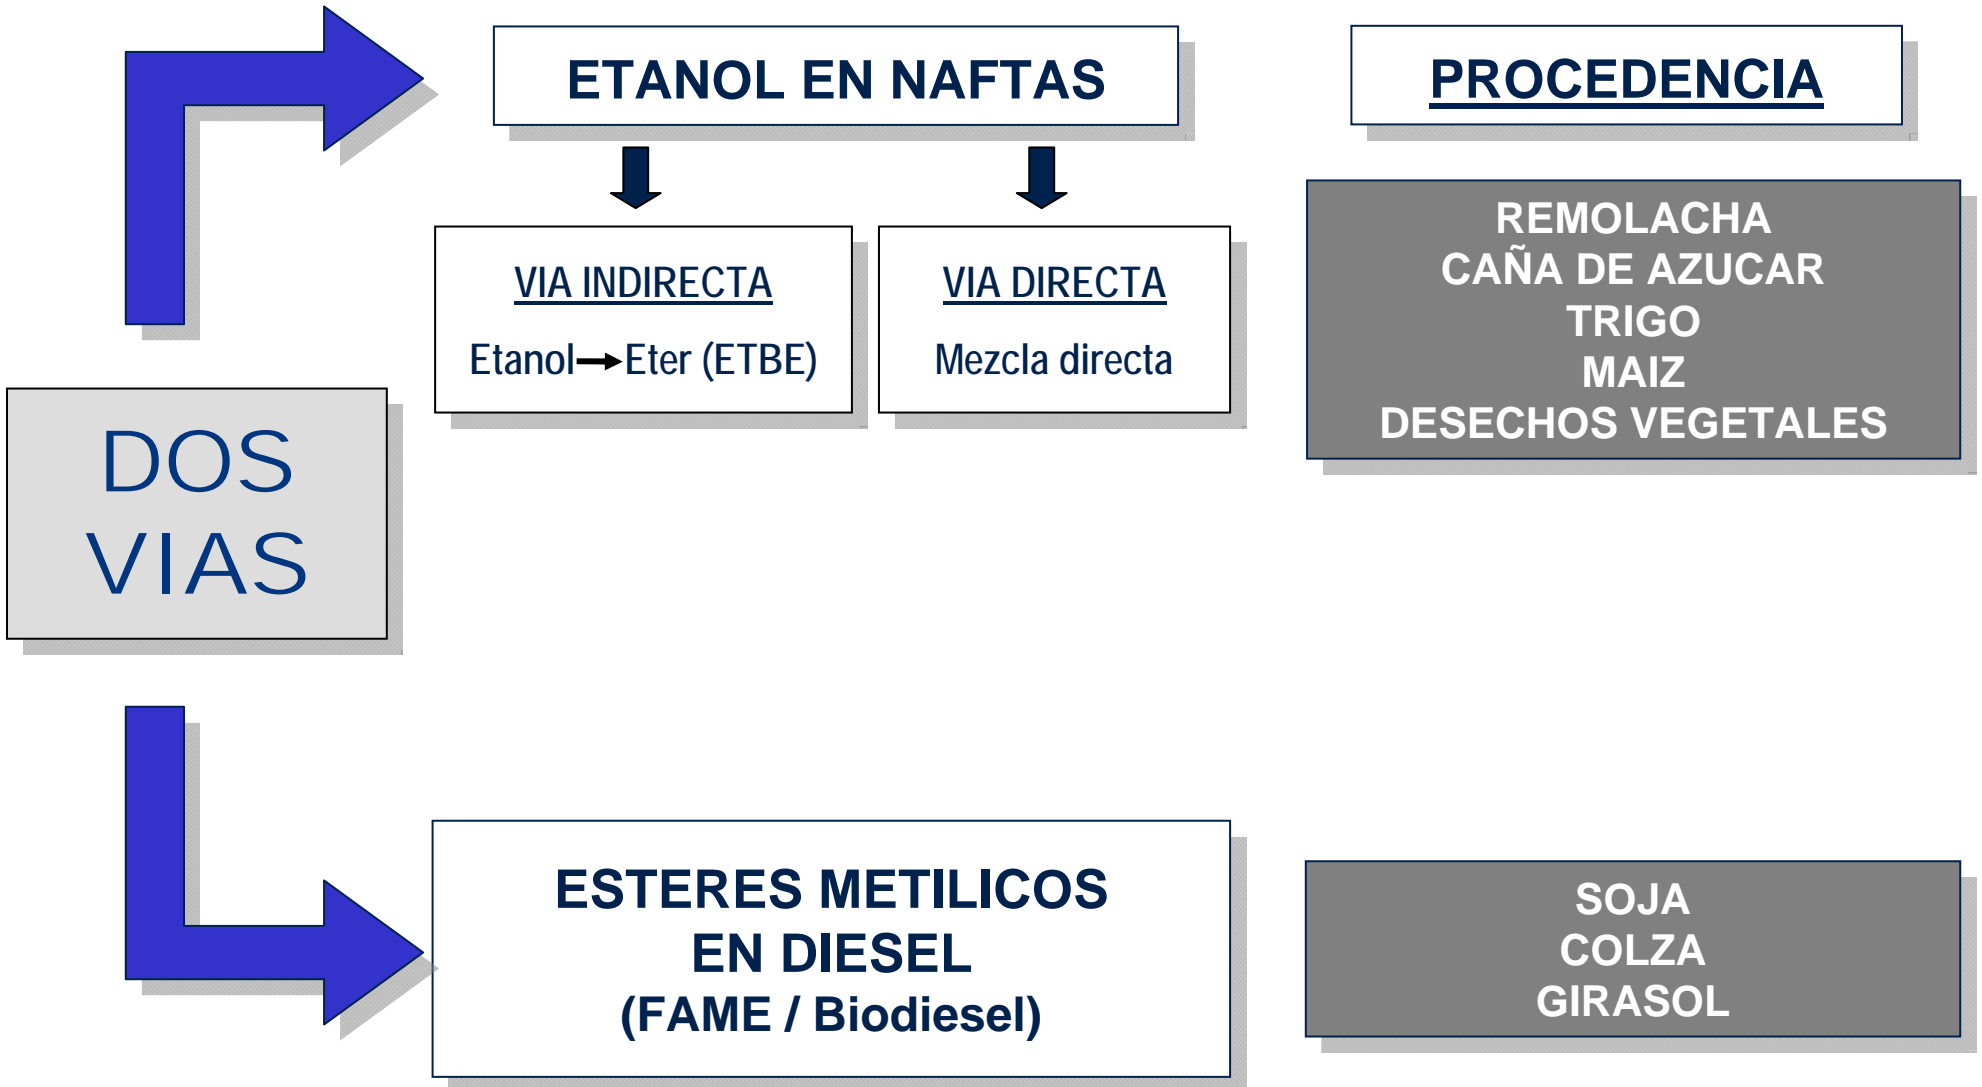 ETANOL EN NAFTAS
PROCEDENCIA
VIA INDIRECTA
Etanol→Eter (ETBE)
VIA DIRECTA
Mezcla directa
REMOLACHA
CAÑA DE AZUCAR
TRIGO
MAIZ
DESECHOS VEGETALES
DOS
VIAS
ESTERES METILICOS
EN DIESEL
(FAME / Biodiesel)
SOJA
COLZA
GIRASOL